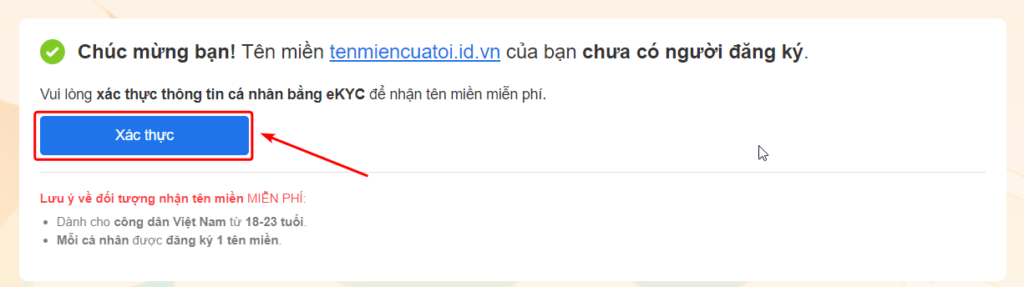 Chúc mừng bạn! Tên miền tenmiencuatoi.id.vn của bạn chưa có người đăng ký.
Vui lòng xác thực thông tin cá nhân bằng eKYC để nhận tên miền miễn phí.
Xác thực
Lưu ý về đối tượng nhận tên miền MIỄN PHÍ:
• Dành cho công dân Việt Nam từ 18-23 tuổi.
• Mỗi cá nhân được đăng ký 1 tên miền.